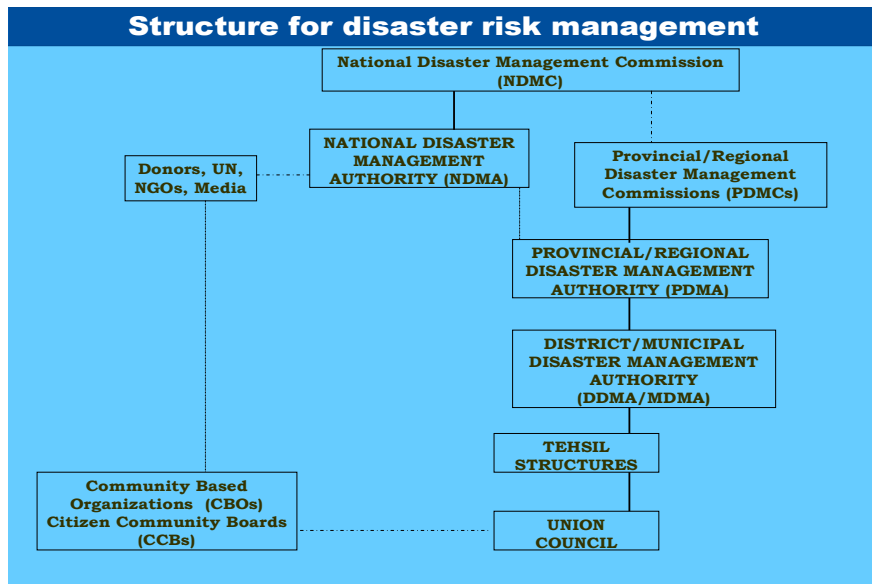 Structure for disaster risk management
National Disaster Management Commission
(NDMC)
NATIONAL DISASTER
MANAGEMENT
AUTHORITY (NDMA)
Donors, UN,
NGOs, Media
Provincial/Regional
Disaster Management
Commissions (PDMCs)
PROVINCIAL/REGIONAL
DISASTER MANAGEMENT
AUTHORITY (PDMA)
DISTRICT/MUNICIPAL
DISASTER MANAGEMENT
AUTHORITY
(DDMA/MDMA)
TEHSIL
STRUCTURES
Community Based
Organizations (CBOs)
Citizen Community Boards
(CCBs)
UNION
COUNCIL